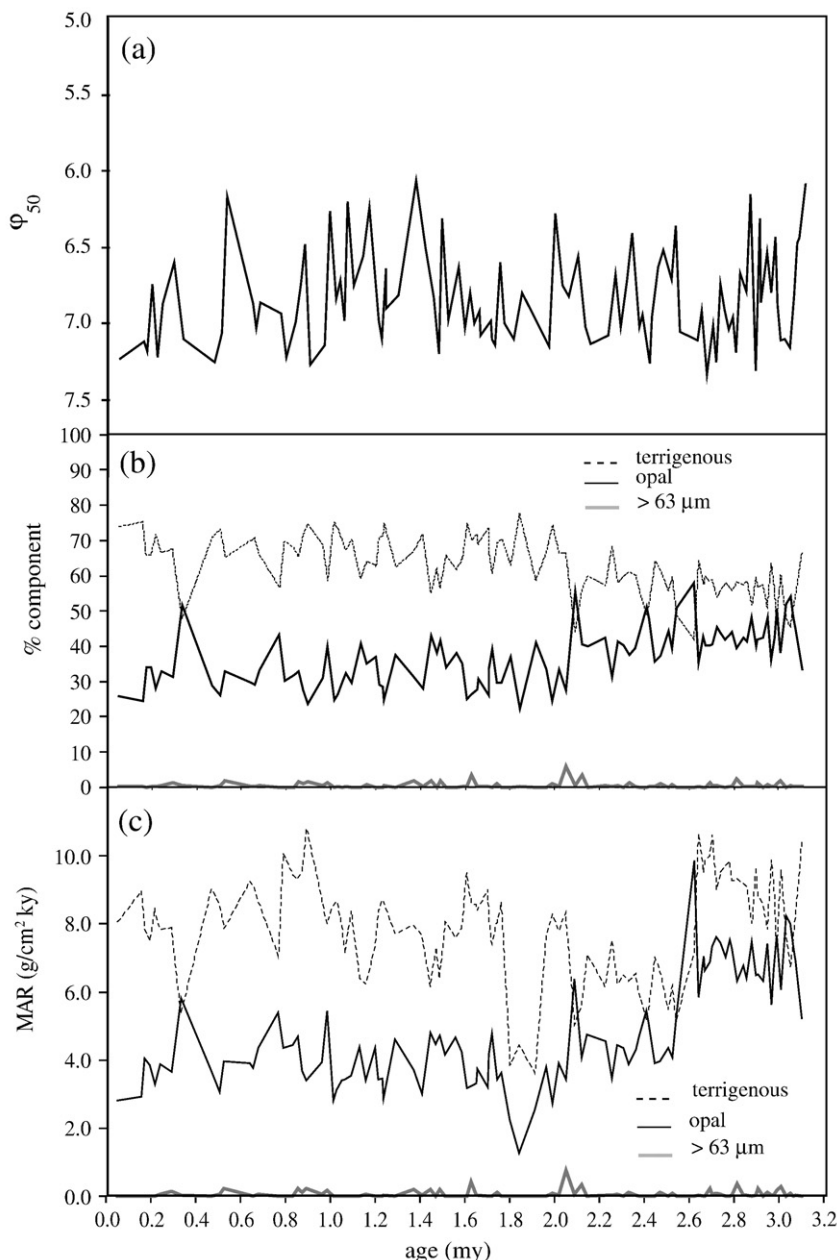 5.0
(a)
5.5
6.0
6.5
7.0
7.5
φ50
100
(b)
90
80
70
60
50
40
30
20
10
0
% component
terrigenous
opal
> 63 μm
(c)
10.0
8.0
6.0
4.0
2.0
0.0
MAR (g/cm² ky)
terrigenous
opal
> 63 μm
0.0 0.2 0.4 0.6 0.8 1.0 1.2 1.4 1.6 1.8 2.0 2.2 2.4 2.6 2.8 3.0 3.2
age (my)